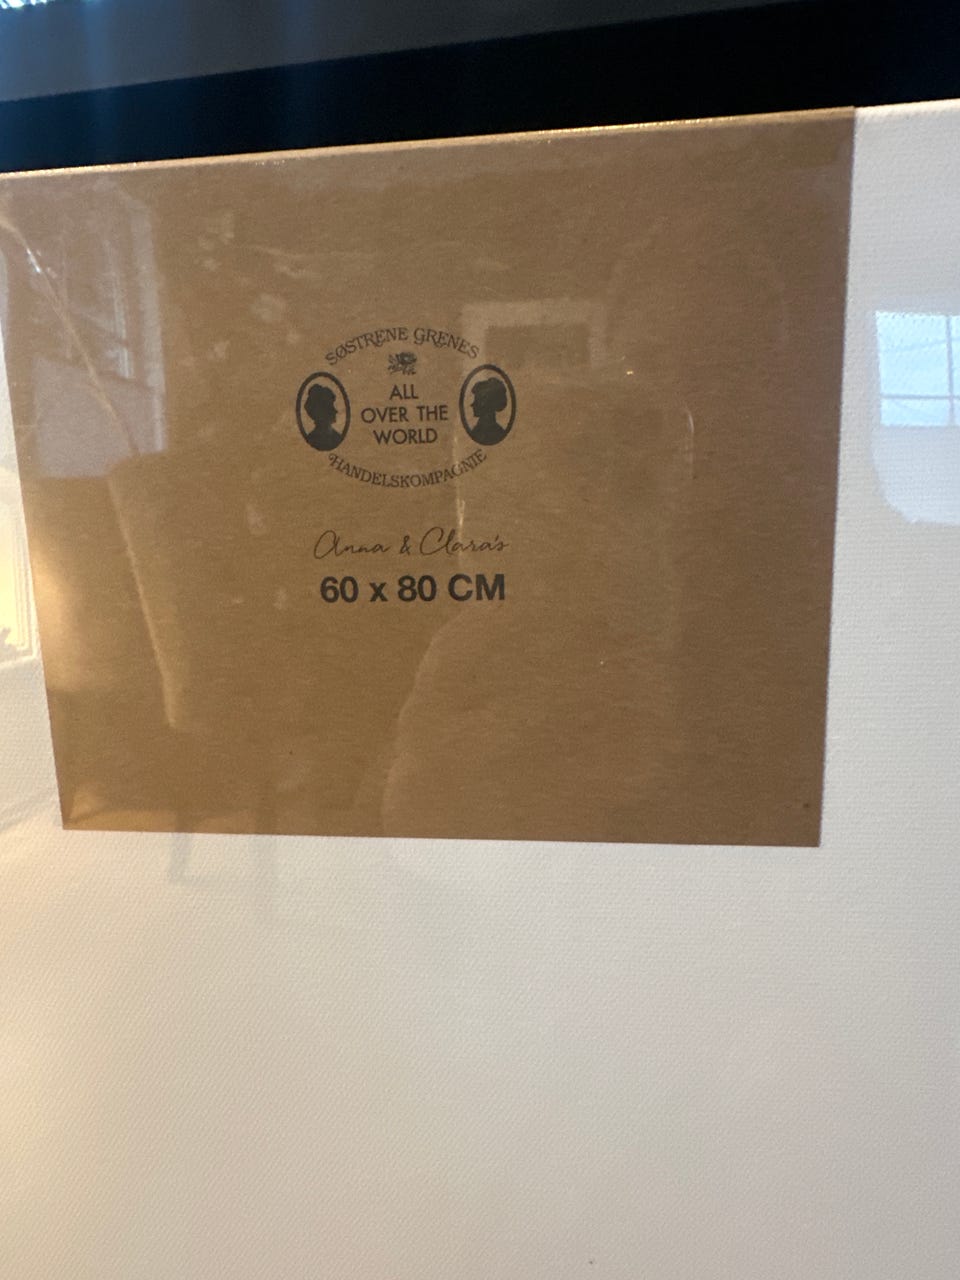 SØSTRENE GRENES
ALL
OVER THE
WORLD
HANDELSKOMPAGNIE
Anna & Clara's
60 x 80 CM